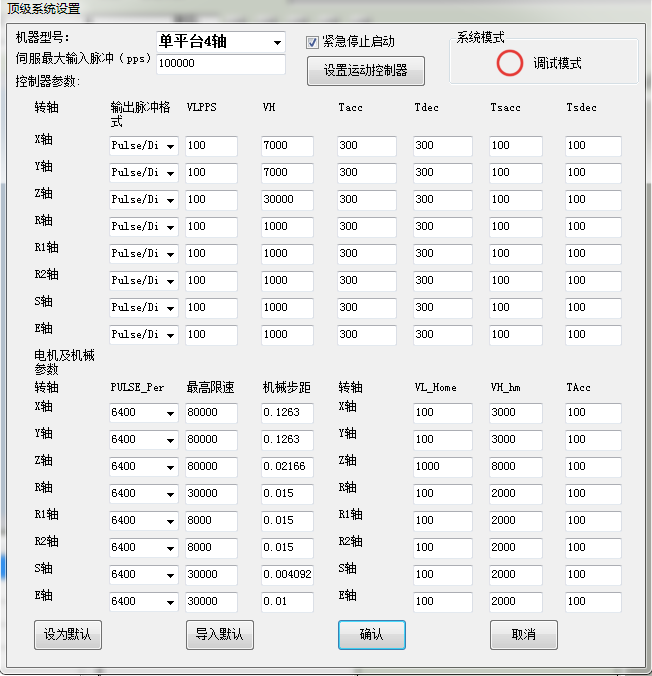 顶级系统设置
机器型号: 单平台4轴 紧急停止启动 系统模式
伺服最大输入脉冲（pps） 100000 设置运动控制器 调试模式
控制器参数:
转轴 输出脉冲格式 VLPPS VH Tacc Tdec Tsacc Tsdec
X轴 Pulse/Di 100 7000 300 300 100 100
Y轴 Pulse/Di 100 7000 300 300 100 100
Z轴 Pulse/Di 100 30000 300 300 100 100
R轴 Pulse/Di 100 1000 300 300 100 100
R1轴 Pulse/Di 100 1000 300 300 100 100
R2轴 Pulse/Di 100 1000 300 300 100 100
S轴 Pulse/Di 100 1000 300 300 100 100
E轴 Pulse/Di 100 1000 300 300 100 100
电机及机械
参数
转轴 PULSE_Per 最高限速 机械步距 转轴 VL_Home VH_hm TAcc
X轴 6400 80000 0.1263 X轴 100 3000 100
Y轴 6400 80000 0.1263 Y轴 100 3000 100
Z轴 6400 80000 0.02166 Z轴 1000 8000 100
R轴 6400 30000 0.015 R轴 100 2000 100
R1轴 6400 8000 0.015 R1轴 100 2000 100
R2轴 6400 8000 0.015 R2轴 100 2000 100
S轴 6400 30000 0.004092 S轴 100 2000 100
E轴 6400 30000 0.01 E轴 100 2000 100
设为默认 导入默认 确认 取消